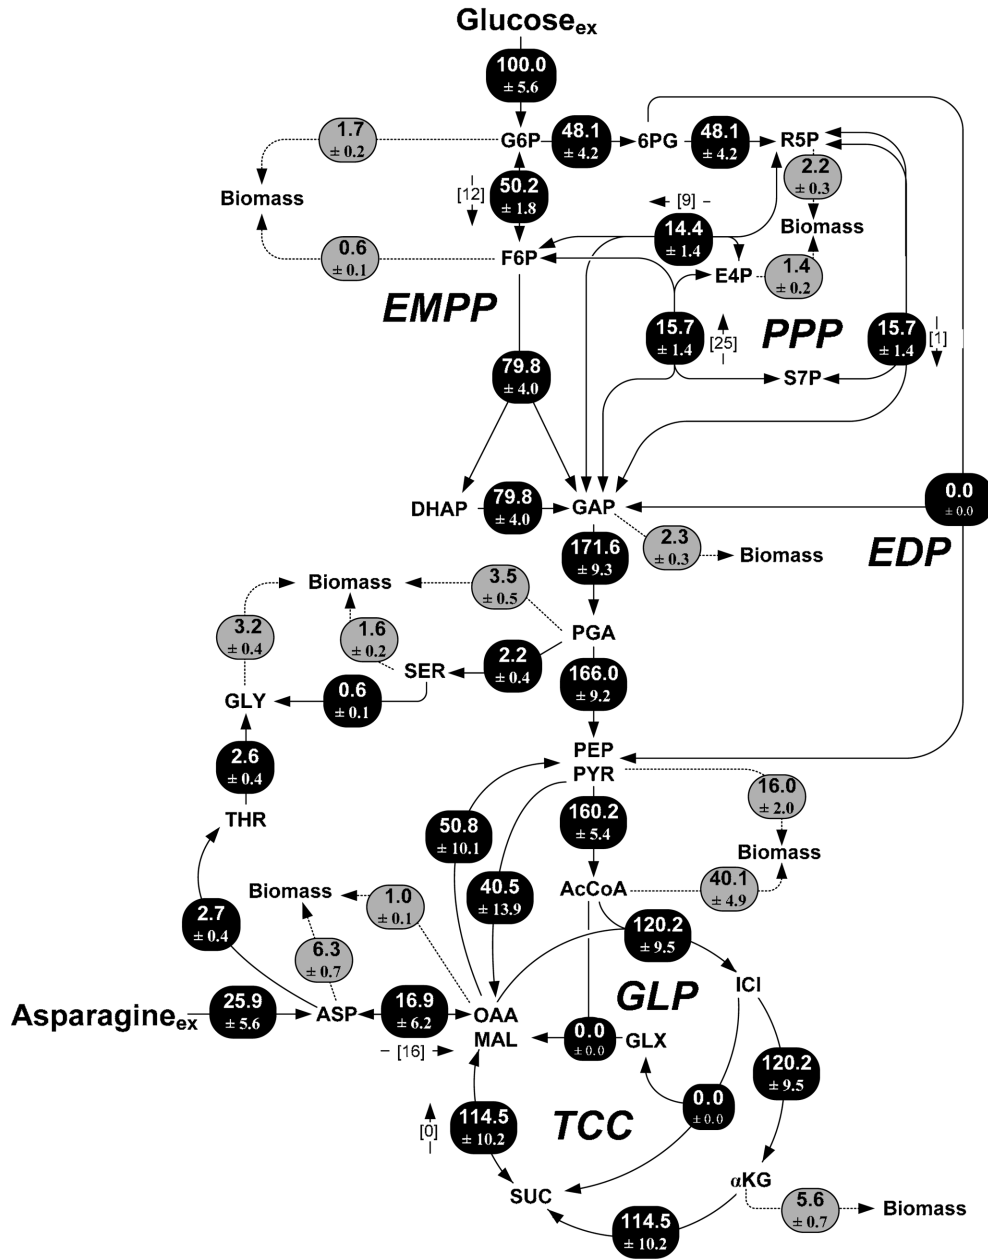 Glucose ex
100.0
± 5.6
1.7
± 0.2
G6P
48.1
± 4.2
6PG
48.1
± 4.2
R5P
Biomass
[12]
50.2
± 1.8
[9]
2.2
± 0.3
14.4
± 1.4
Biomass
0.6
± 0.1
F6P
E4P
1.4
± 0.2
EMPP
PPP
15.7
± 1.4
[25]
15.7
± 1.4
[1]
79.8
± 4.0
S7P
DHAP
79.8
± 4.0
GAP
0.0
± 0.0
171.6
± 9.3
2.3
± 0.3
Biomass
EDP
Biomass
3.5
± 0.5
3.2
± 0.4
1.6
± 0.2
PGA
SER
2.2
± 0.4
166.0
± 9.2
GLY
0.6
± 0.1
2.6
± 0.4
PEP
PYR
16.0
± 2.0
THR
50.8
± 10.1
160.2
± 5.4
Biomass
40.5
± 13.9
AcCoA
40.1
± 4.9
Biomass
1.0
± 0.1
2.7
± 0.4
120.2
± 9.5
6.3
± 0.7
ICI
GLP
Asparagine ex
25.9
± 5.6
ASP
16.9
± 6.2
OAA
MAL
[16]
0.0
± 0.0
GLX
120.2
± 9.5
[0]
114.5
± 10.2
TCC
0.0
± 0.0
SUC
αKG
5.6
± 0.7
Biomass
114.5
± 10.2